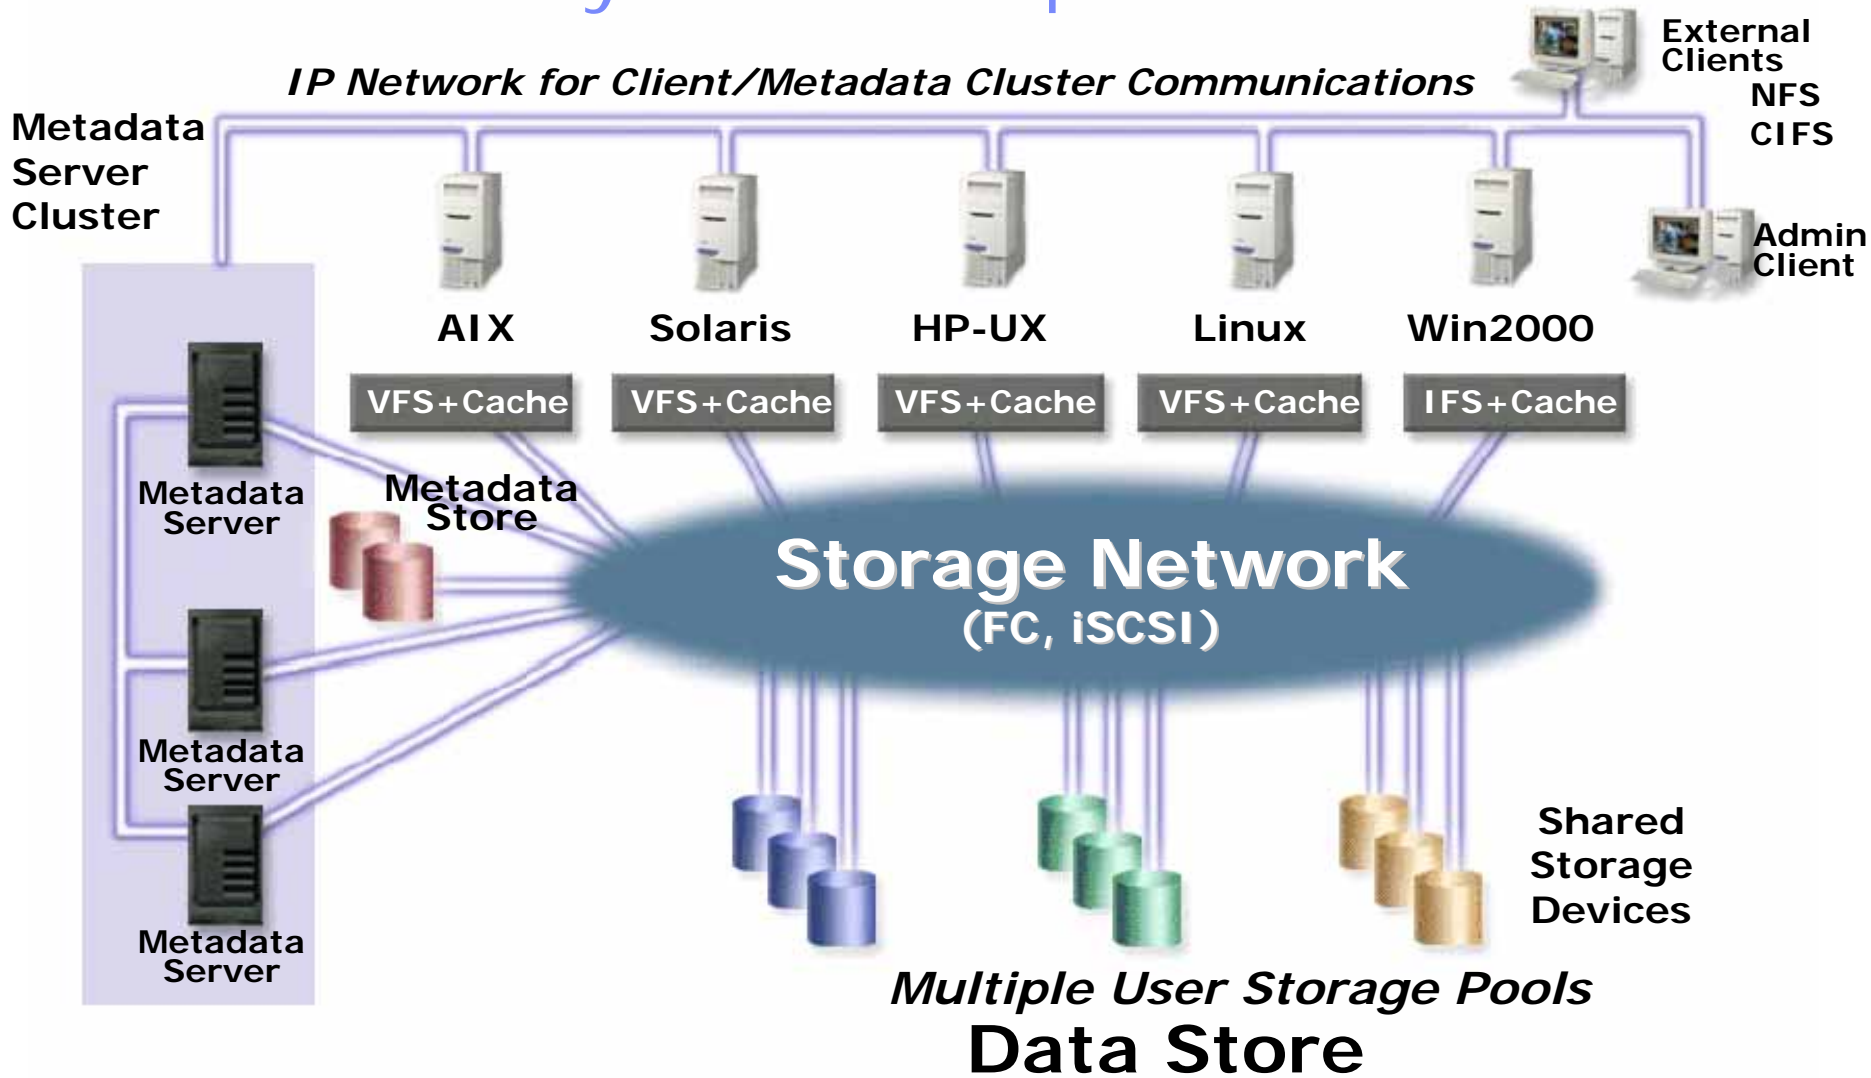 IP Network for Client/Metadata Cluster Communications
External
Clients
NFS
CIFS
Metadata
Server
Cluster
Admin
Client
AIX
Solaris
HP-UX
Linux
Win2000
VFS+Cache
VFS+Cache
VFS+Cache
VFS+Cache
IFS+Cache
Metadata
Server
Metadata
Store
Storage Network
(FC, iSCSI)
Metadata
Server
Metadata
Server
Shared
Storage
Devices
Multiple User Storage Pools
Data Store